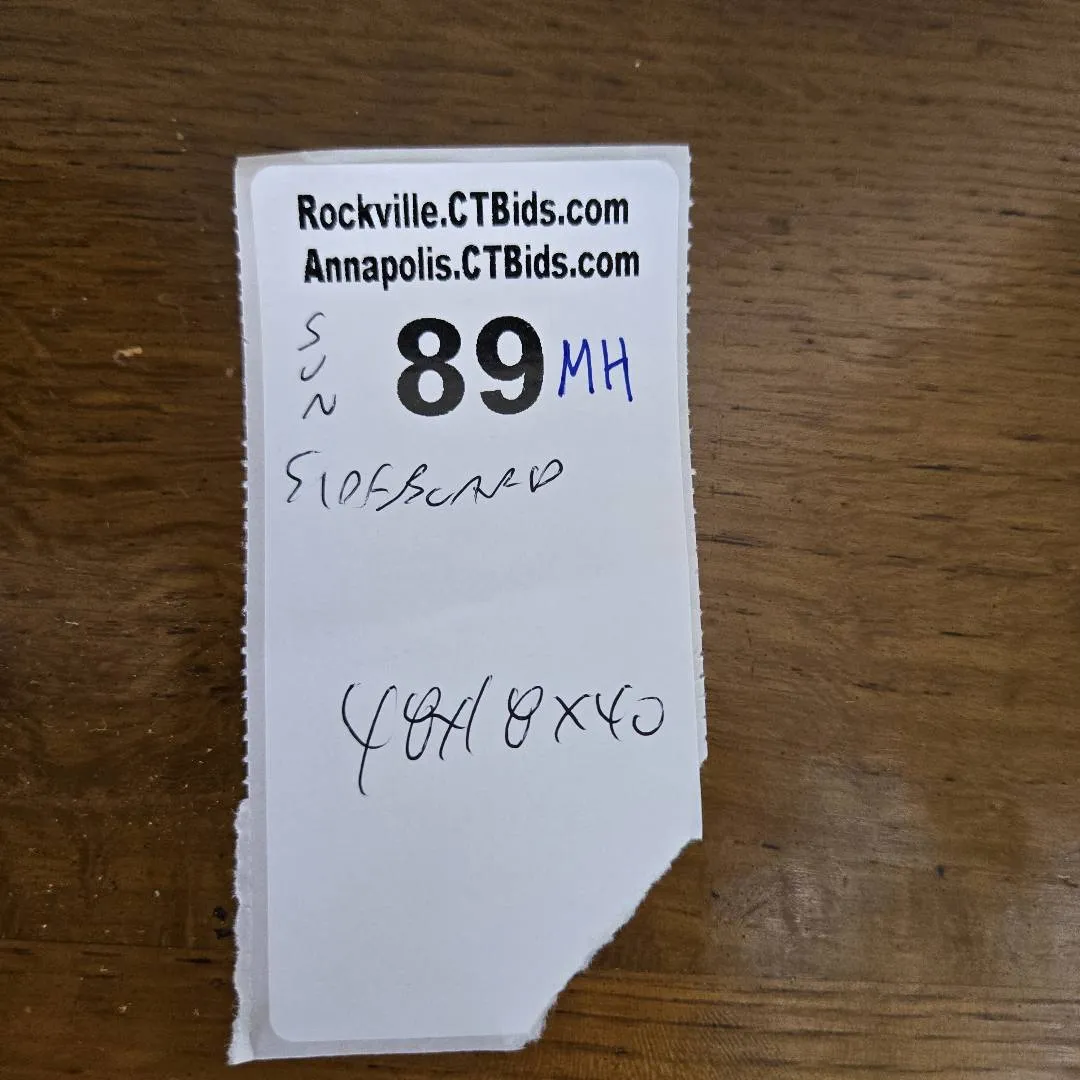 Rockville.CTBids.com
Annapolis.CTBids.com
SUN
89 MH
SIDEBOARD
48x18x40